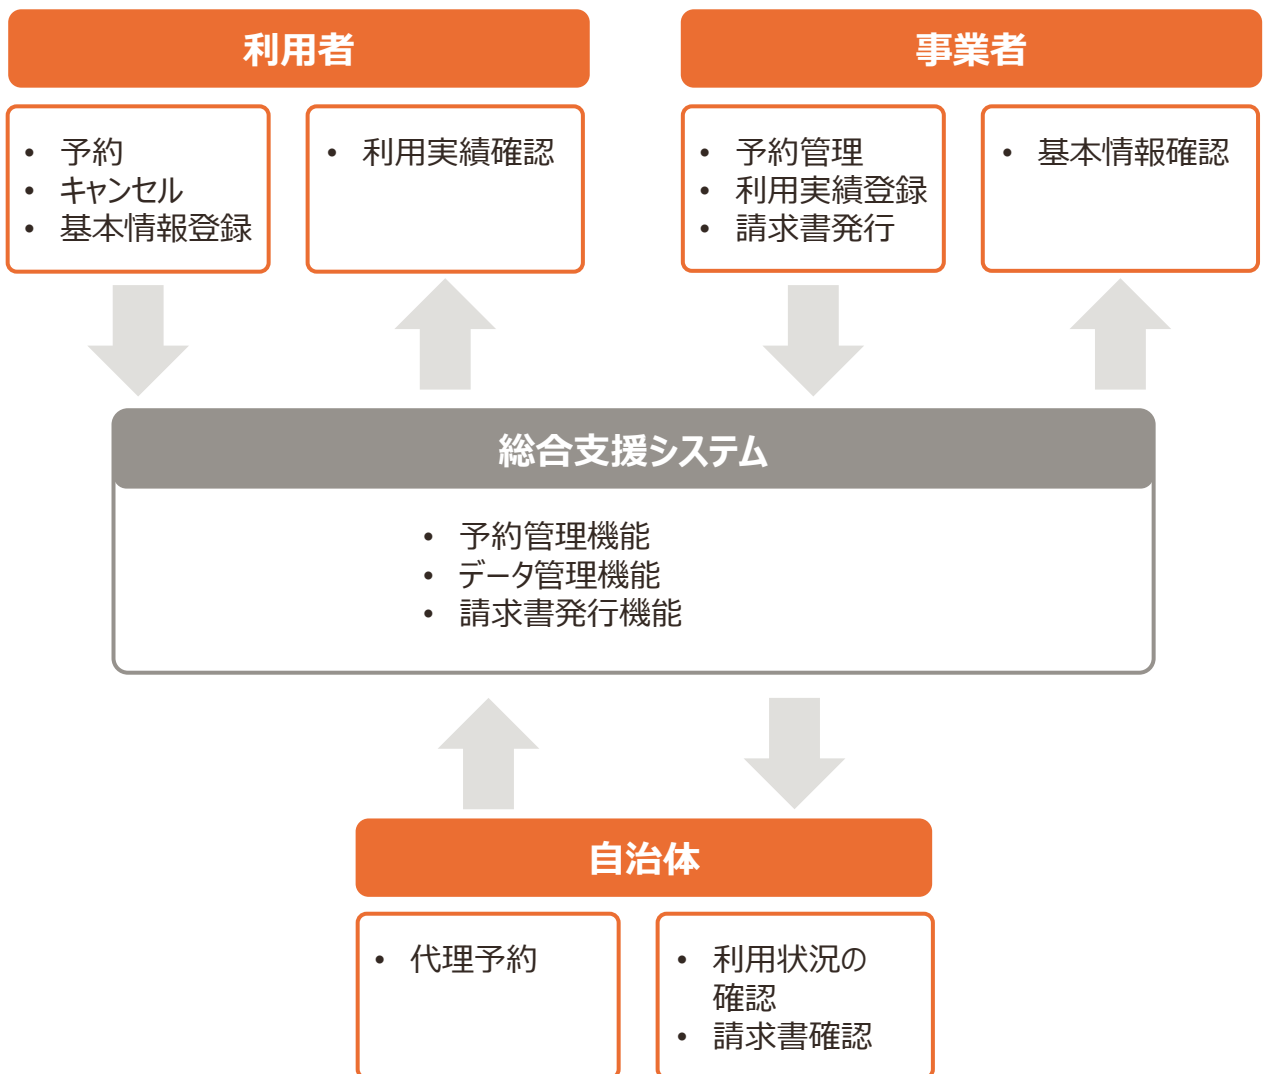 利用者
事業者
• 予約
• キャンセル
• 基本情報登録
• 利用実績確認
• 予約管理
• 利用実績登録
• 請求書発行
• 基本情報確認
総合支援システム
• 予約管理機能
• データ管理機能
• 請求書発行機能
自治体
• 代理予約
• 利用状況の
確認
• 請求書確認